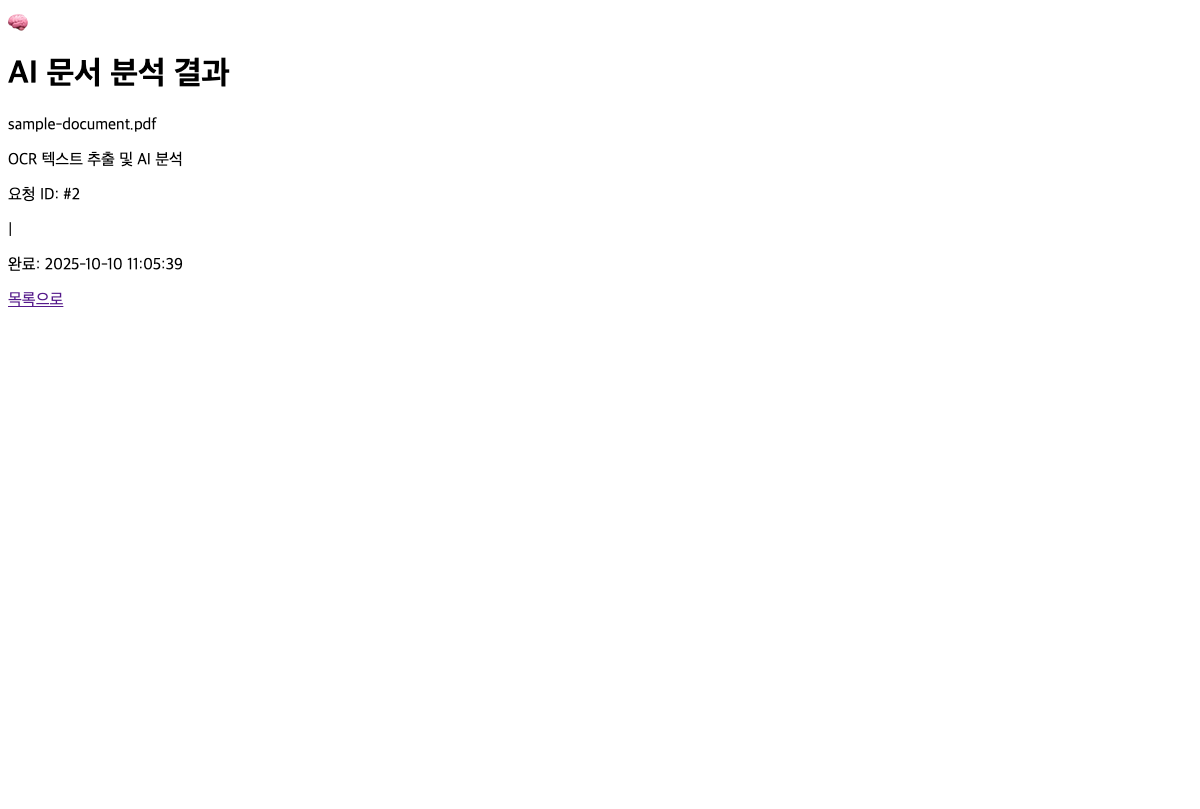 🧠
AI 문서 분석 결과
sample-document.pdf
OCR 텍스트 추출 및 AI 분석
요청 ID: #2
|
완료: 2025-10-10 11:05:39
목록으로